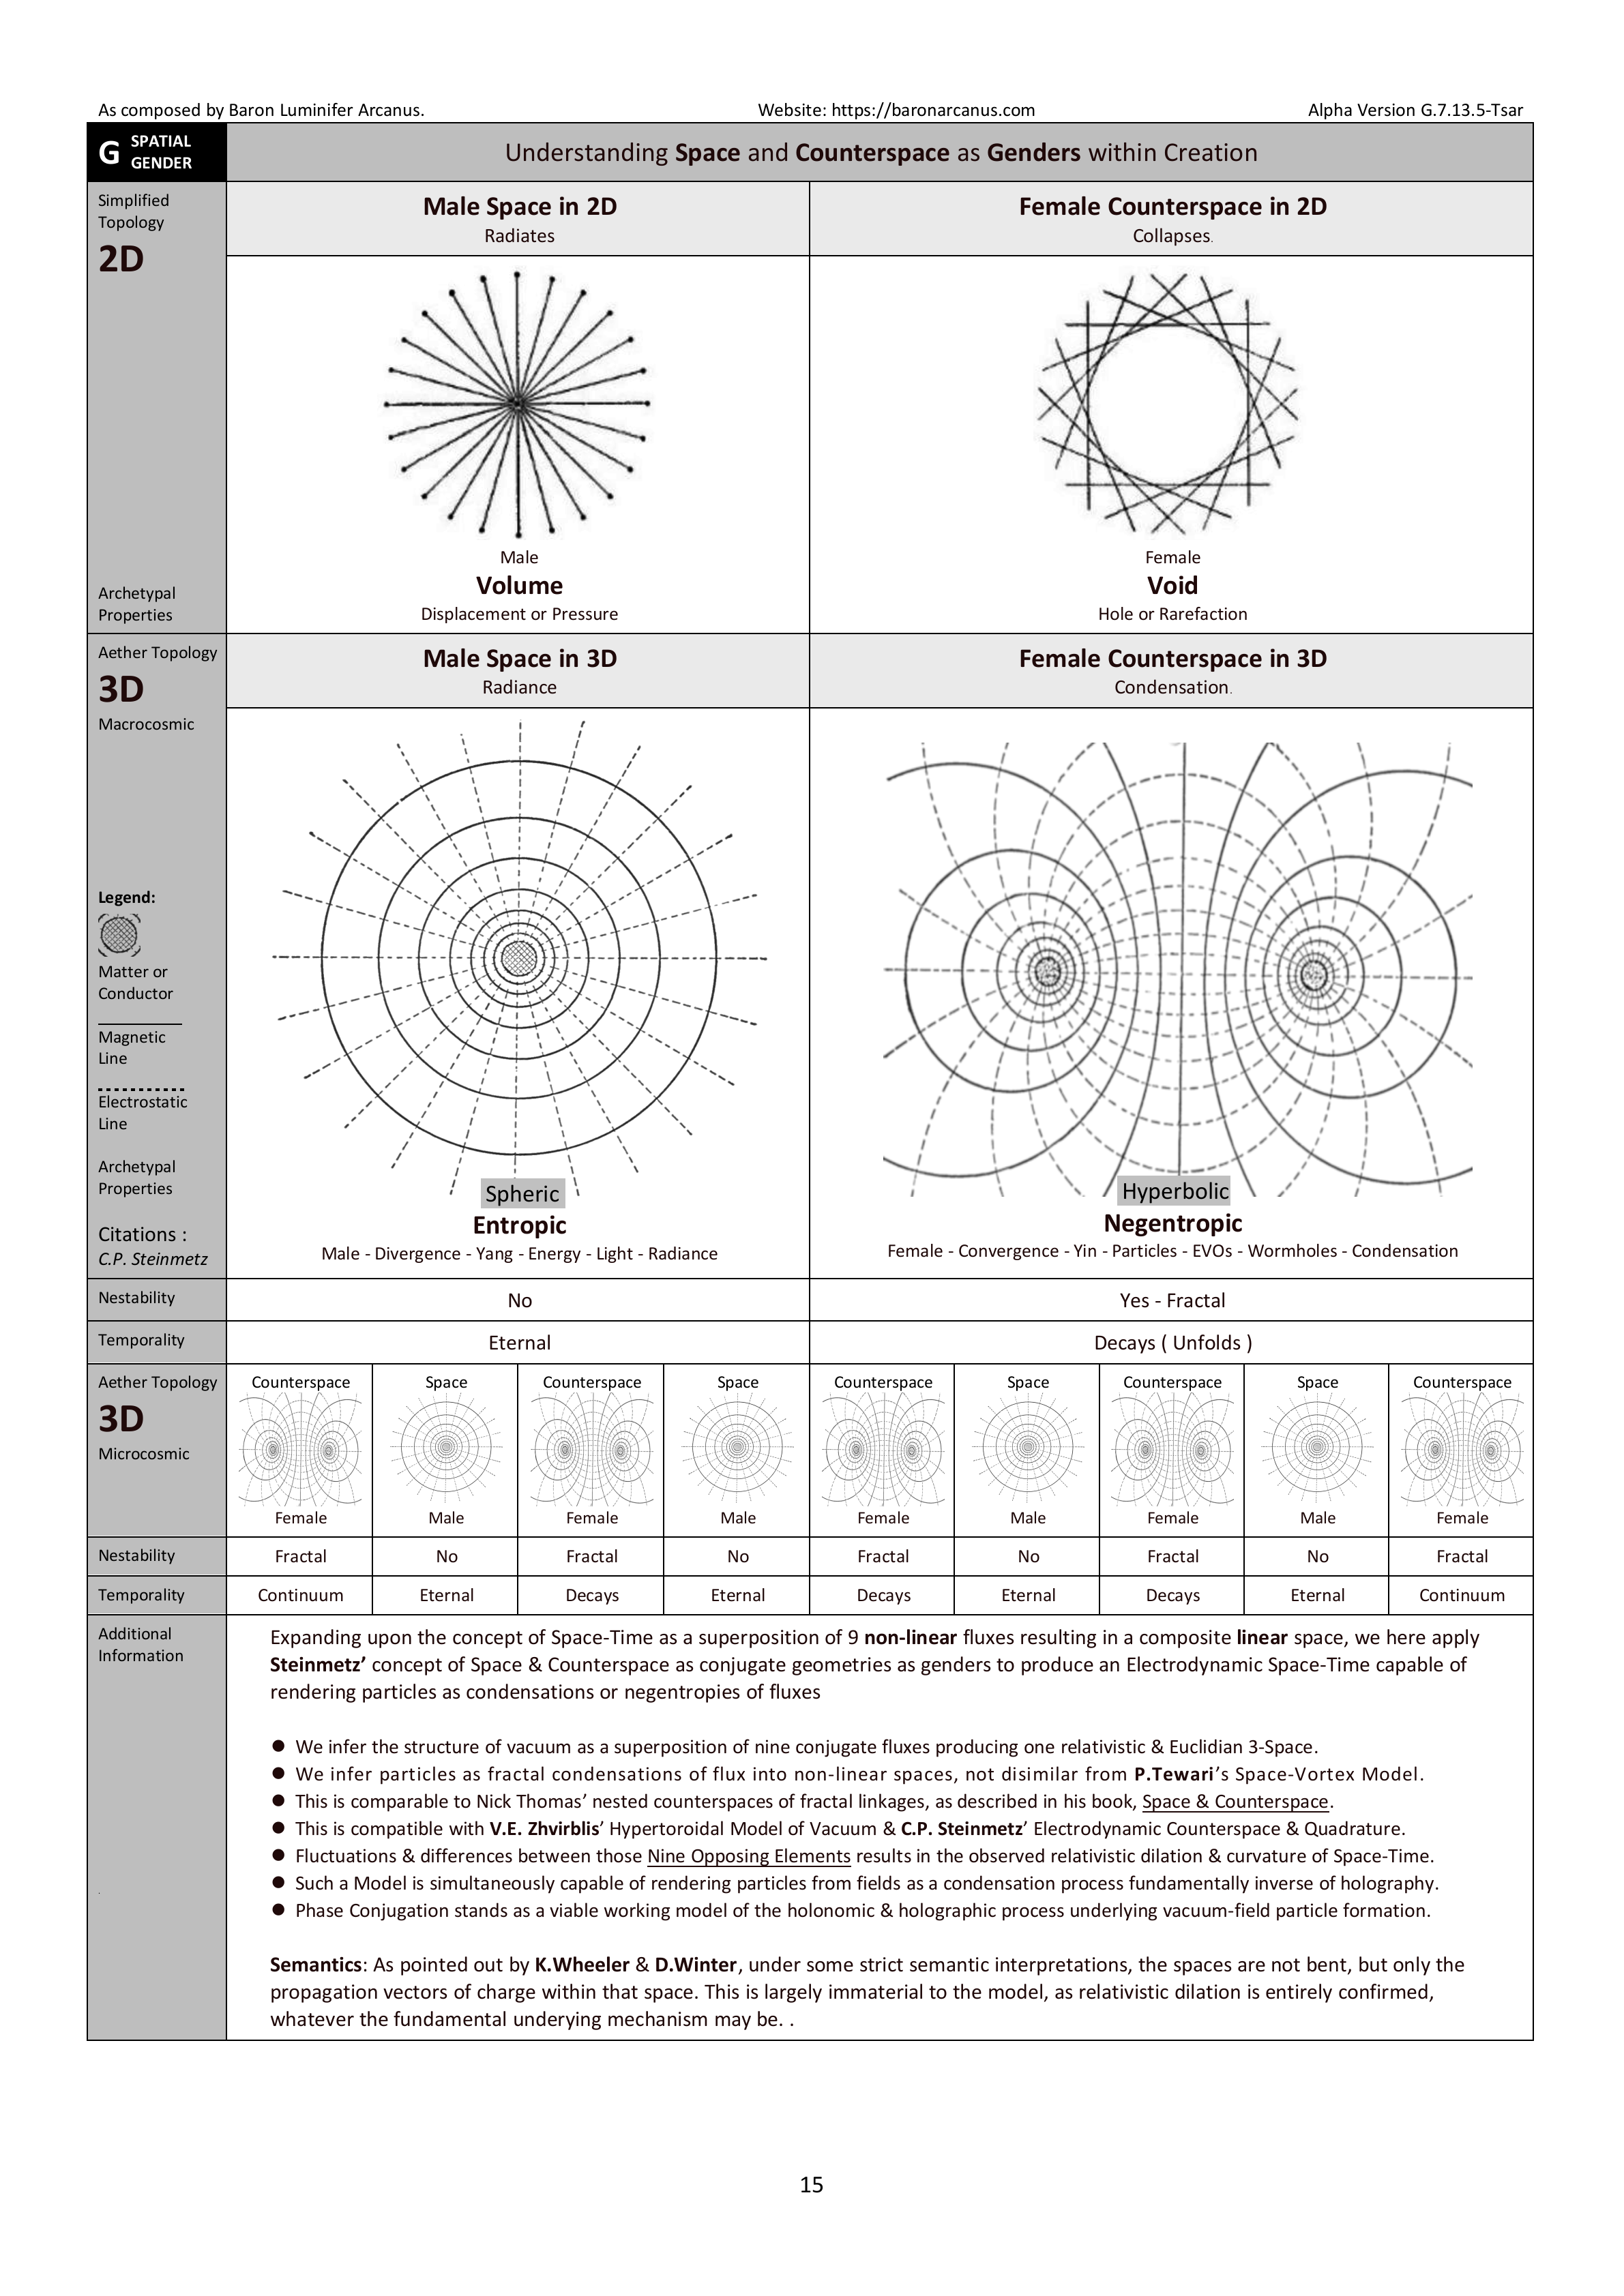 As composed by Baron Luminifer Arcanus.
Website: https://baronarcanus.com
Alpha Version G.7.13.5-Tsar
G SPATIAL
GENDER
Understanding Space and Counterspace as Genders within Creation
Simplified
Topology
2D
Archetypal
Properties
Male Space in 2D
Radiates
Female Counterspace in 2D
Collapses.
Male
Volume
Displacement or Pressure
Female
Void
Hole or Rarefaction
Aether Topology
3D
Macrocosmic
Legend:
Matter or
Conductor
Magnetic
Line
Electrostatic
Line
Archetypal
Properties
Citations :
C.P. Steinmetz
Male Space in 3D
Radiance
Female Counterspace in 3D
Condensation.
Spheric
Entropic
Male - Divergence - Yang - Energy - Light - Radiance
Hyperbolic
Negentropic
Female - Convergence - Yin - Particles - EVOs - Wormholes - Condensation
Nestability
No
Yes - Fractal
Temporality
Eternal
Decays ( Unfolds )
Aether Topology
3D
Microcosmic
Counterspace Space Counterspace Space Counterspace Space Counterspace Space Counterspace
Female Male Female Male Female Male Female Male Female
Nestability Fractal No Fractal No Fractal No Fractal No Fractal
Temporality Continuum Eternal Decays Eternal Decays Eternal Decays Eternal Continuum
Additional
Information
Expanding upon the concept of Space-Time as a superposition of 9 non-linear fluxes resulting in a composite linear space, we here apply
Steinmetz’ concept of Space & Counterspace as conjugate geometries as genders to produce an Electrodynamic Space-Time capable of
rendering particles as condensations or negentropies of fluxes
● We infer the structure of vacuum as a superposition of nine conjugate fluxes producing one relativistic & Euclidian 3-Space.
● We infer particles as fractal condensations of flux into non-linear spaces, not disimilar from P.Tewari’s Space-Vortex Model.
● This is comparable to Nick Thomas’ nested counterspaces of fractal linkages, as described in his book, Space & Counterspace.
● This is compatible with V.E. Zhvirblis’ Hypertoroidal Model of Vacuum & C.P. Steinmetz’ Electrodynamic Counterspace & Quadrature.
● Fluctuations & differences between those Nine Opposing Elements results in the observed relativistic dilation & curvature of Space-Time.
● Such a Model is simultaneously capable of rendering particles from fields as a condensation process fundamentally inverse of holography.
● Phase Conjugation stands as a viable working model of the holonomic & holographic process underlying vacuum-field particle formation.
Semantics: As pointed out by K.Wheeler & D.Winter, under some strict semantic interpretations, the spaces are not bent, but only the
propagation vectors of charge within that space. This is largely immaterial to the model, as relativistic dilation is entirely confirmed,
whatever the fundamental underying mechanism may be. .
15